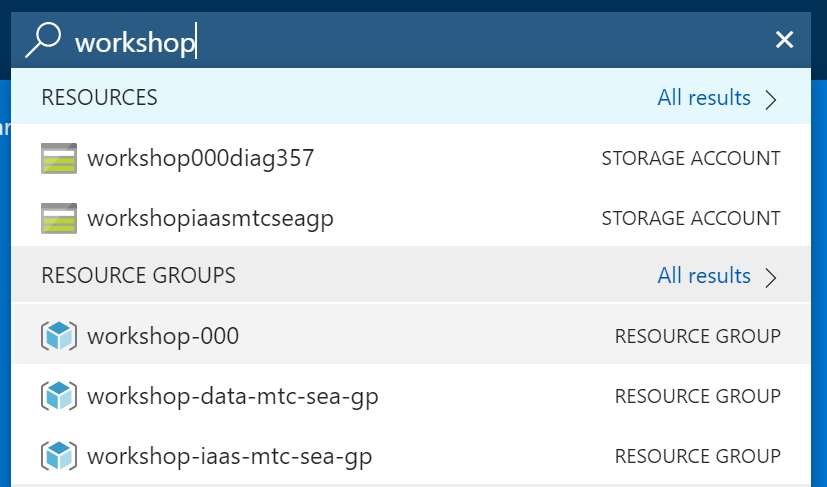 workshop
RESOURCES All results
workshop000diag357 STORAGE ACCOUNT
workshopiaasmtcseagp STORAGE ACCOUNT
RESOURCE GROUPS All results
workshop-000 RESOURCE GROUP
workshop-data-mtc-sea-gp RESOURCE GROUP
workshop-iaas-mtc-sea-gp RESOURCE GROUP